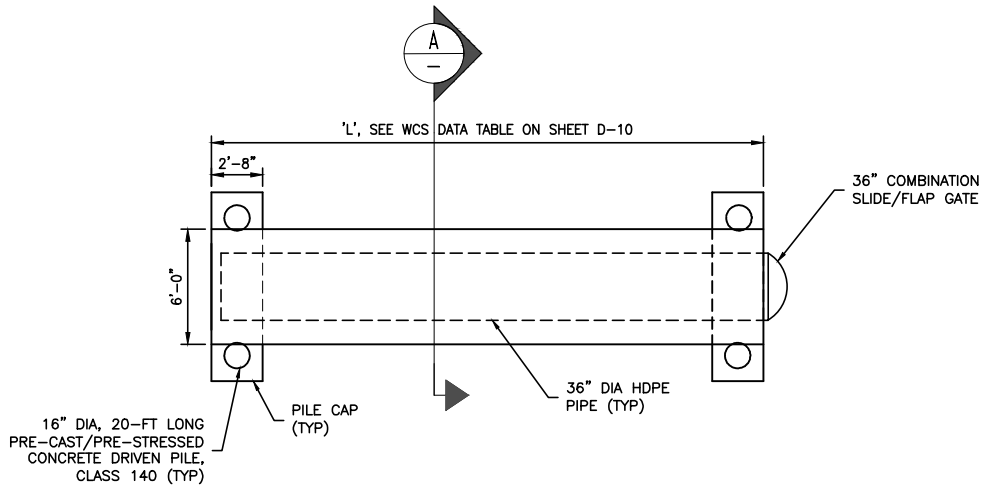 A
–
'L', SEE WCS DATA TABLE ON SHEET D-10
2'-8"
36" COMBINATION
SLIDE/FLAP GATE
6'-0"
36" DIA HDPE
PIPE (TYP)
PILE CAP
(TYP)
16" DIA, 20-FT LONG
PRE-CAST/PRE-STRESSED
CONCRETE DRIVEN PILE,
CLASS 140 (TYP)